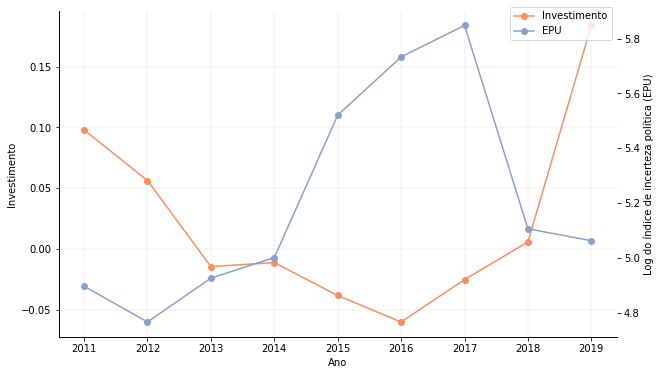 Investimento
EPU
0.15
0.10
0.05
0.00
−0.05
Investimento
5.8
5.6
5.4
5.2
5.0
4.8
Log do índice de incerteza política (EPU)
2011 2012 2013 2014 2015 2016 2017 2018 2019
Ano